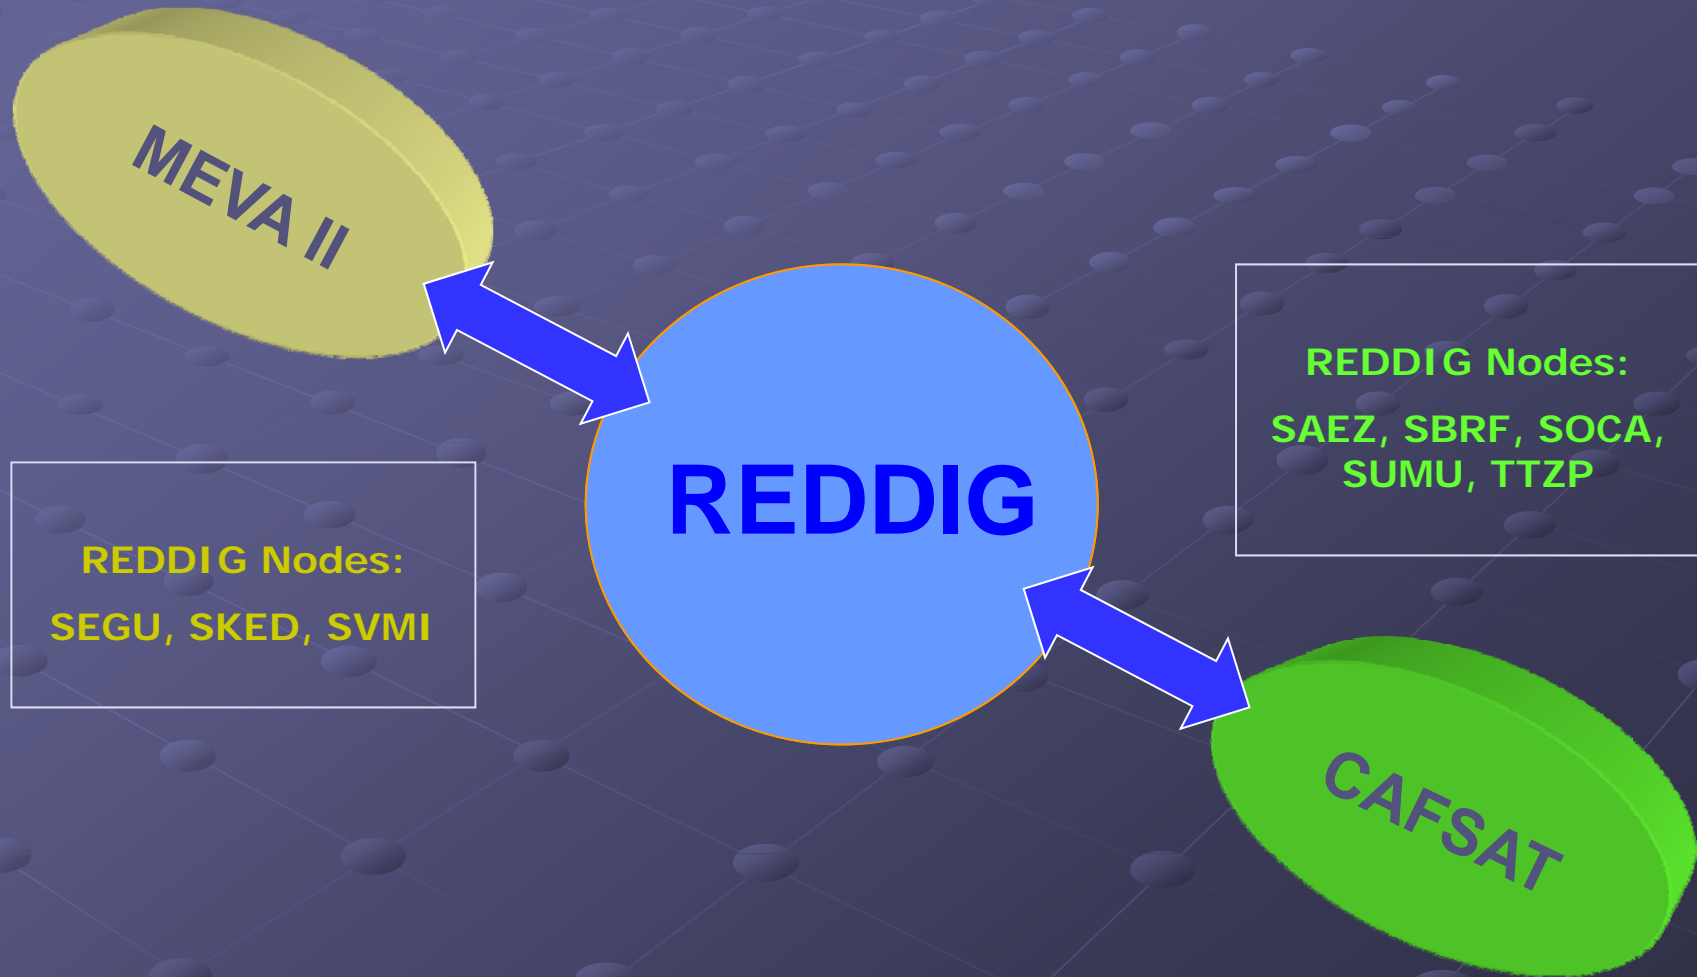 MEVA II
REDDIG Nodes:
SAEZ, SBRF, SOCA,
SUMU, TTZP
REDDIG
REDDIG Nodes:
SEGU, SKED, SVMI
CAFSAT